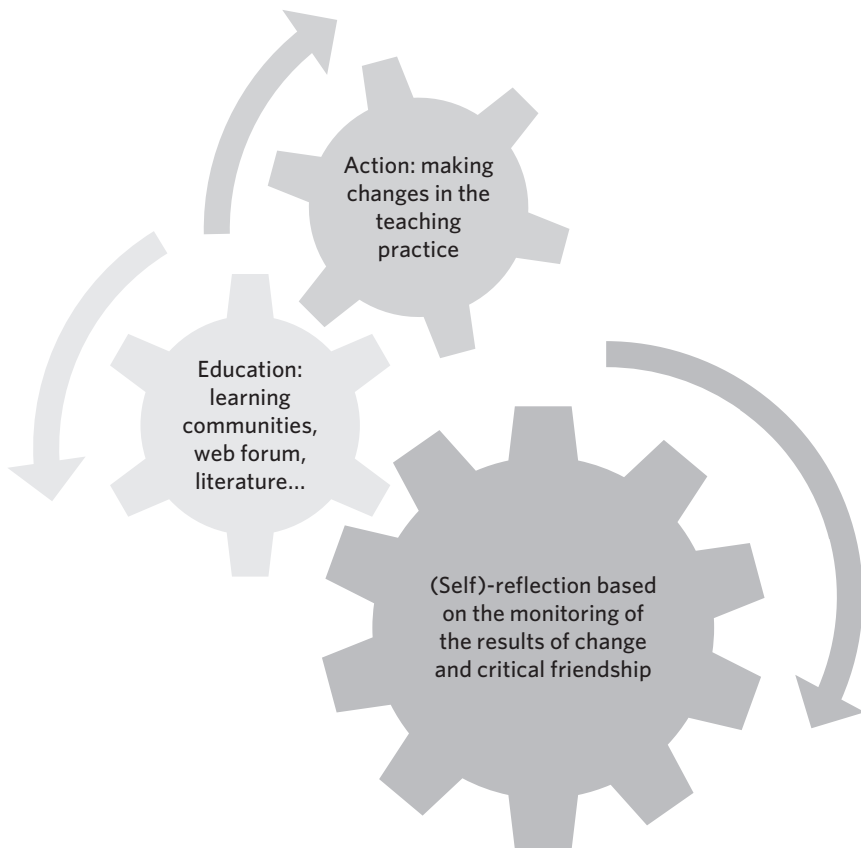 Action: making
changes in the
teaching
practice
Education:
learning
communities,
web forum,
literature...
(Self)-reflection based
on the monitoring of
the results of change
and critical friendship